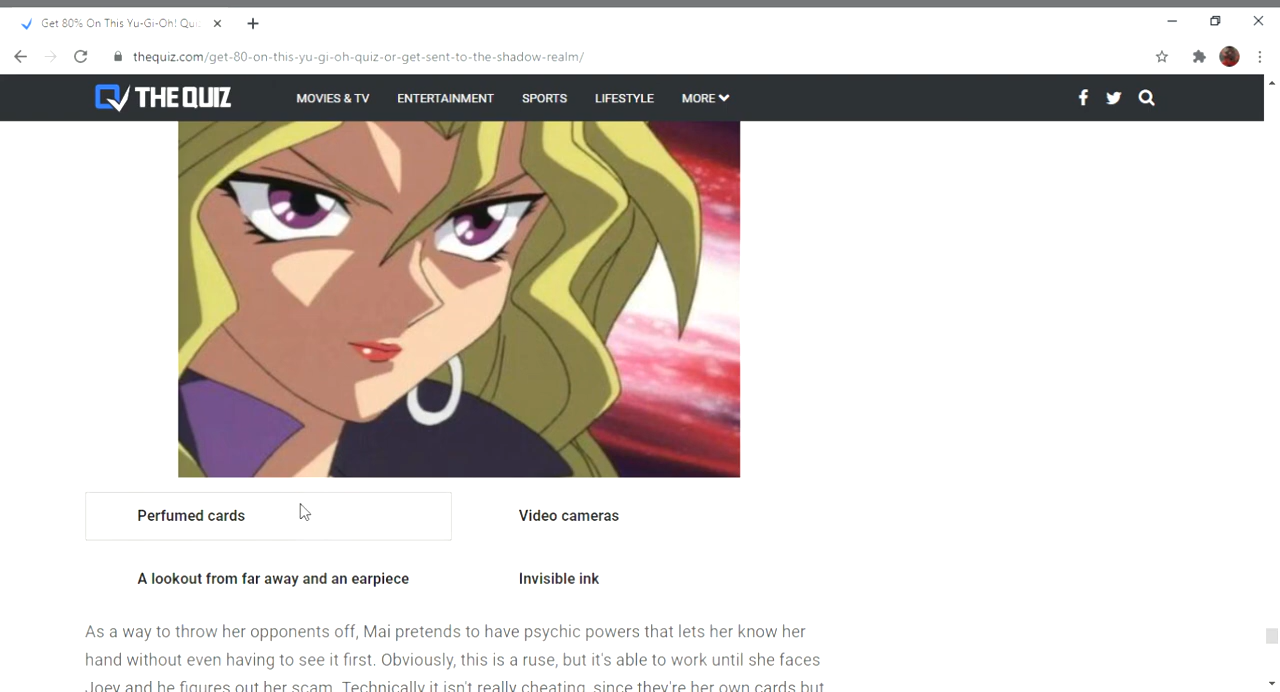 Get 80% On This Yu-Gi-Oh! Qu
thequiz.com/get-80-on-this-yu-gi-oh-quiz-or-get-sent-to-the-shadow-realm/
THE QUIZ MOVIES & TV ENTERTAINMENT SPORTS LIFESTYLE MORE
Perfumed cards Video cameras
A lookout from far away and an earpiece Invisible ink
As a way to throw her opponents off, Mai pretends to have psychic powers that lets her know her
hand without even having to see it first. Obviously, this is a ruse, but it's able to work until she faces
Joey and he figures out her scam. Technically it isn't really cheating, since they're her own cards but